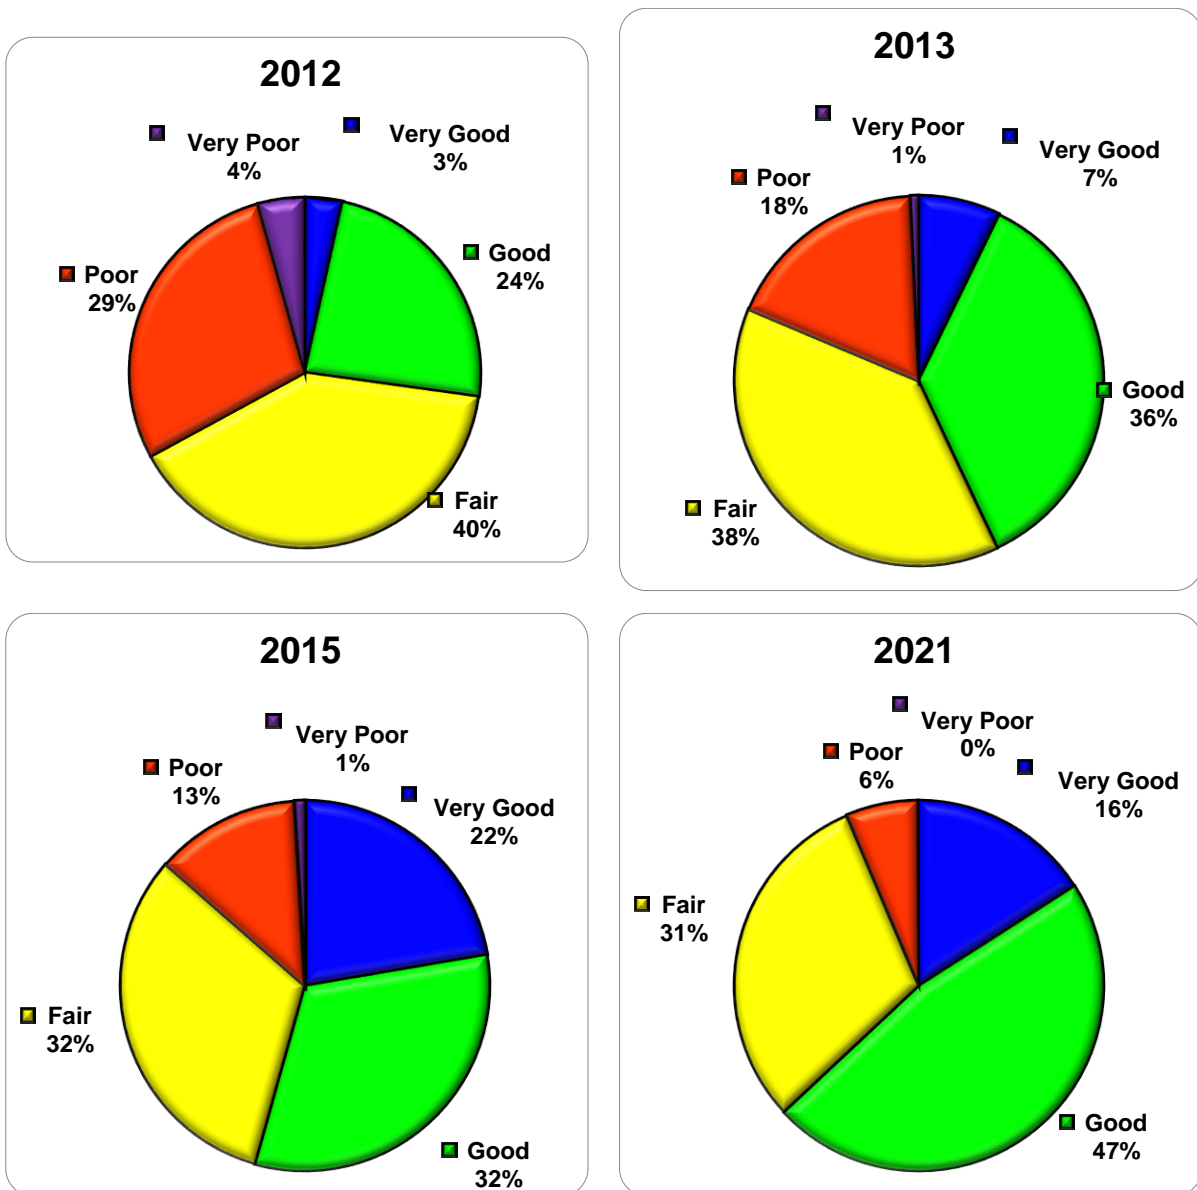 2012
Very Poor
4%
Very Good
3%
Good
24%
Poor
29%
Fair
40%
2013
Very Poor
1%
Very Good
7%
Poor
18%
Good
36%
Fair
38%
2015
Very Poor
1%
Poor
13%
Very Good
22%
Fair
32%
Good
32%
2021
Very Poor
0%
Poor
6%
Very Good
16%
Fair
31%
Good
47%